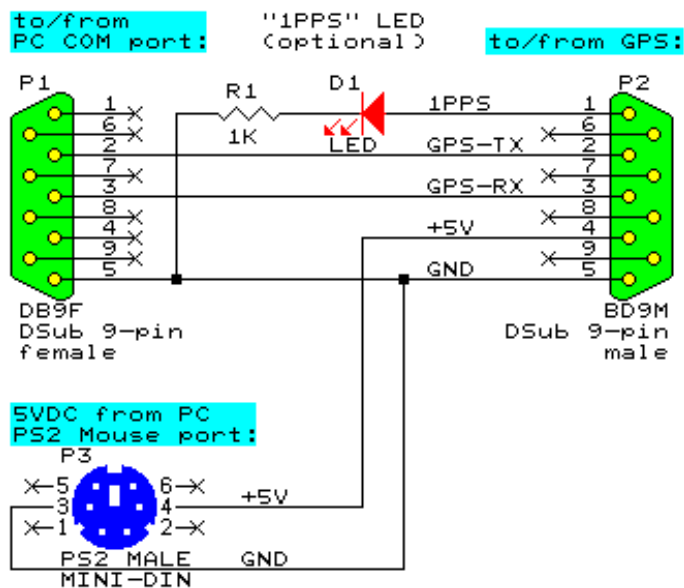 to/from
PC COM port:
"1PPS" LED
(optional)
to/from GPS:
P1
R1
D1
P2
1
6
2
7
3
8
4
9
5
1K
LED
1PPS
GPS-TX
GPS-RX
+5V
GND
1
6
2
7
3
8
4
9
5
DB9F
DSub 9-pin
female
BD9M
DSub 9-pin
male
5VDC from PC
PS2 Mouse port:
P3
5
3
1
6
4
2
+5V
PS2 MALE
MINI-DIN
GND